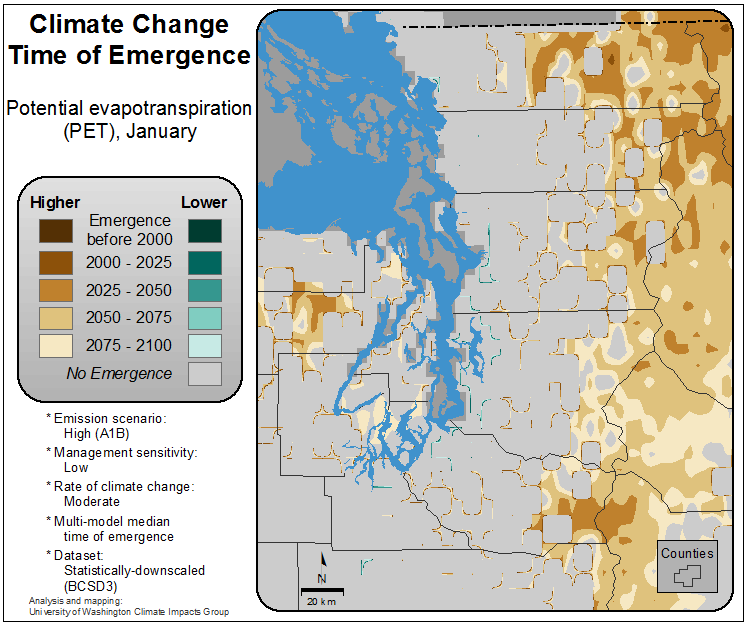 Climate Change
Time of Emergence
Potential evapotranspiration
(PET), January
Higher Lower
Emergence
before 2000
2000 - 2025
2025 - 2050
2050 - 2075
2075 - 2100
No Emergence
* Emission scenario:
High (A1B)
* Management sensitivity:
Low
* Rate of climate change:
Moderate
* Multi-model median
time of emergence
* Dataset:
Statistically-downscaled
(BCSD3)
Analysis and mapping:
University of Washington Climate Impacts Group
N
20 km
Counties